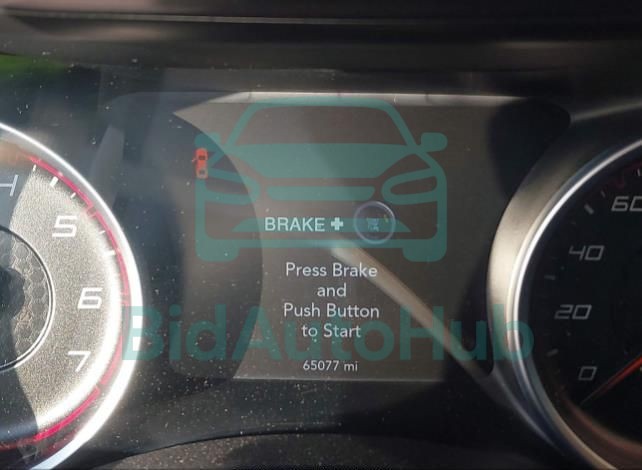 H
5
6
7
BRAKE +
Press Brake
and
Push Button
to Start
65077 mi
60
40
20
0
BidAutoHub